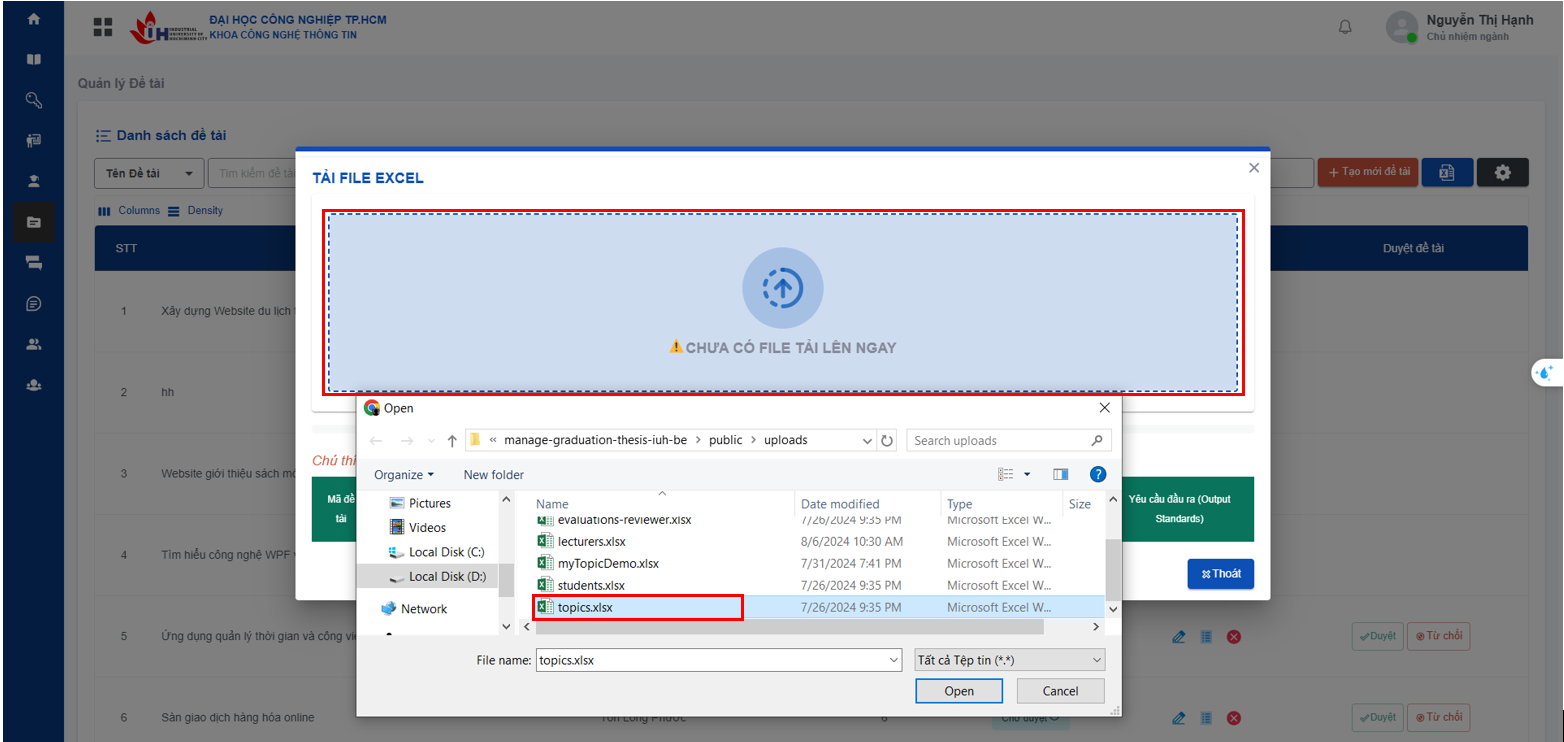 ĐẠI HỌC CÔNG NGHIỆP TP.HCM
KHOA CÔNG NGHỆ THÔNG TIN
INDUSTRIAL
UNIVERSITY OF
HOCHIMINH CITY
Nguyễn Thị Hạnh
Chủ nhiệm ngành
Quản lý Đề tài
Danh sách đề tài
Tên Đề tài
Tìm kiếm đề tài
+ Tạo mới đề tài
Columns
Density
STT
Duyệt đề tài
1 Xây dựng Website du lịch
2 hh
3 Website giới thiệu sách
4 Tìm hiểu công nghệ WPF
5 Ứng dụng quản lý thời gian và công
Duyệt Từ chối
6 Sàn giao dịch hàng hóa online Tôn Long Phước 6 Chờ duyệt
Duyệt Từ chối
TẢI FILE EXCEL
CHƯA CÓ FILE TẢI LÊN NGAY
Mã đề
tài
Yêu cầu đầu ra (Output
Standards)
Thoát
Open
« manage-graduation-thesis-iuh-be > public > uploads
Search uploads
Organize
New folder
Pictures
Videos
Local Disk (C:)
Local Disk (D:)
Network
Name Date modified Type Size
evaluations-reviewer.xlsx 7/26/2024 9:35 PM Microsoft Excel W...
lecturers.xlsx 8/6/2024 10:30 AM Microsoft Excel W...
myTopicDemo.xlsx 7/31/2024 7:41 PM Microsoft Excel W...
students.xlsx 7/26/2024 9:35 PM Microsoft Excel W...
topics.xlsx 7/26/2024 9:35 PM Microsoft Excel W...
File name: topics.xlsx
Tất cả Tệp tin (*.*)
Open
Cancel